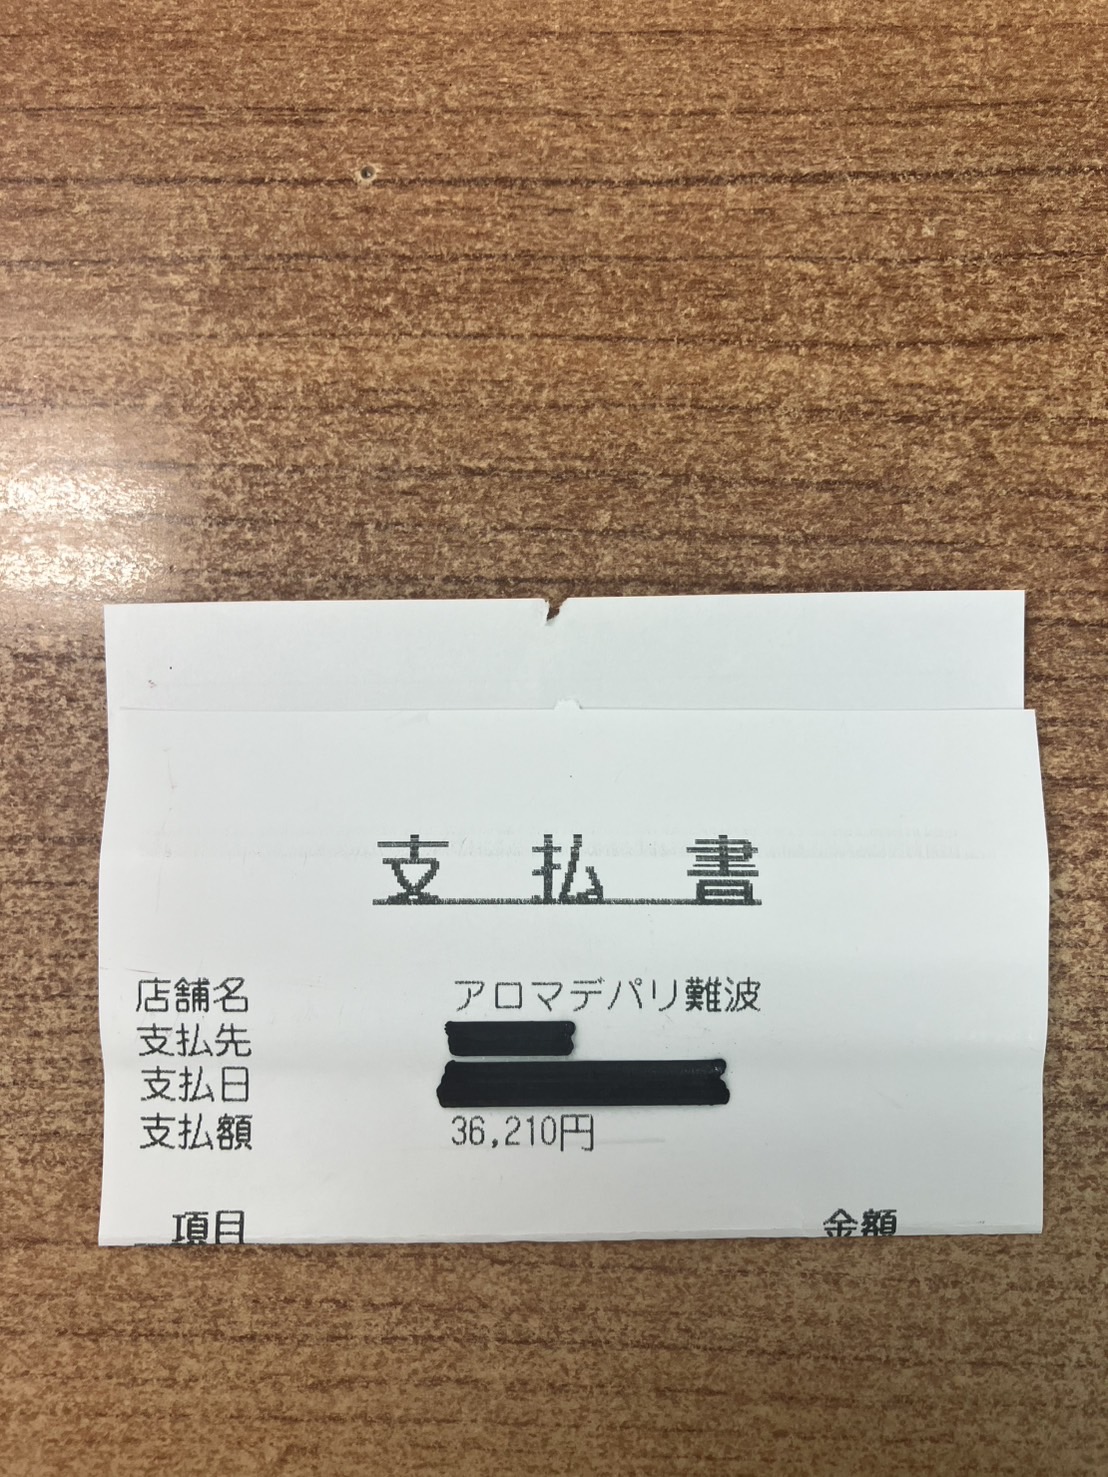 支払書
店舗名 アロマデパリ難波
支払先
支払日
支払額 36,210円
項目 金額